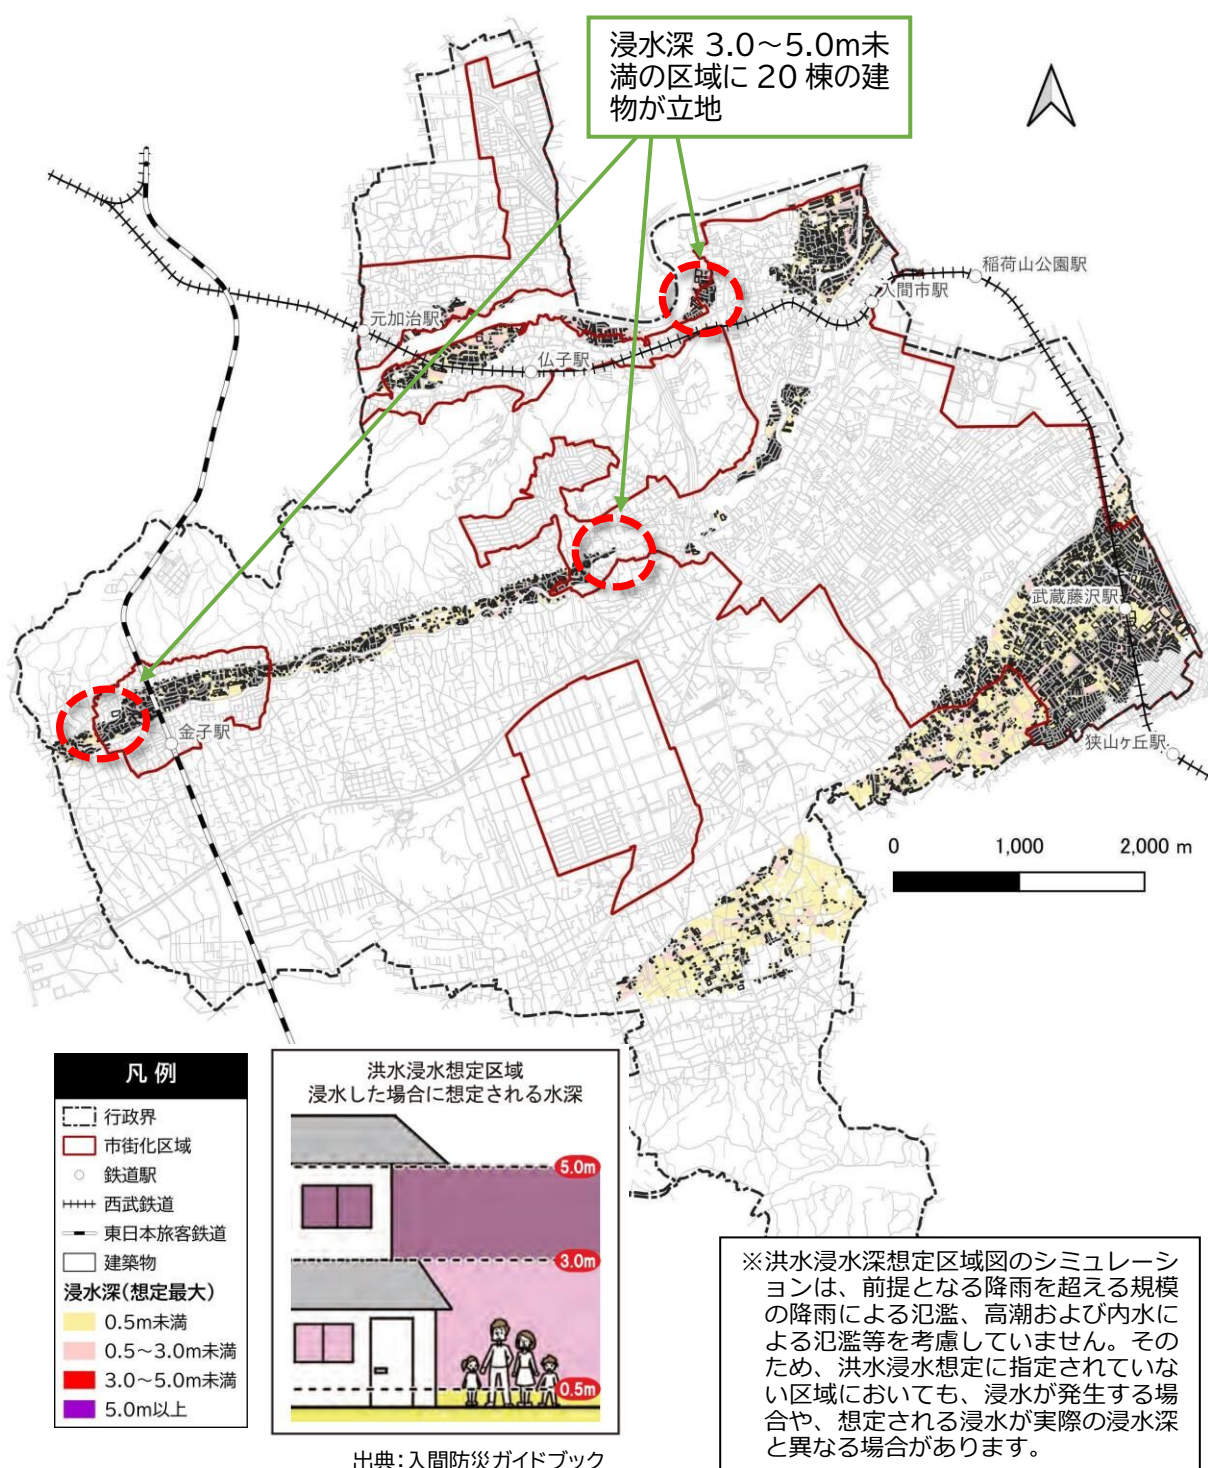 浸水深 3.0～5.0m未
満の区域に 20 棟の建
物が立地
稲荷山公園駅
入間市駅
元加治駅
仏子駅
武蔵藤沢駅
金子駅
狭山ヶ丘駅
0 1,000 2,000 m
凡 例
行政界
市街化区域
鉄道駅
西武鉄道
東日本旅客鉄道
建築物
浸水深(想定最大)
0.5m未満
0.5～3.0m未満
3.0～5.0m未満
5.0m以上
洪水浸水想定区域
浸水した場合に想定される水深
5.0m
3.0m
0.5m
出典：入間防災ガイドブック
※洪水浸水深想定区域図のシミュレーシ
ョンは、前提となる降雨を超える規模
の降雨による氾濫、高潮および内水に
よる氾濫等を考慮していません。その
ため、洪水浸水想定に指定されていな
い区域においても、浸水が発生する場
合や、想定される浸水が実際の浸水深
と異なる場合があります。